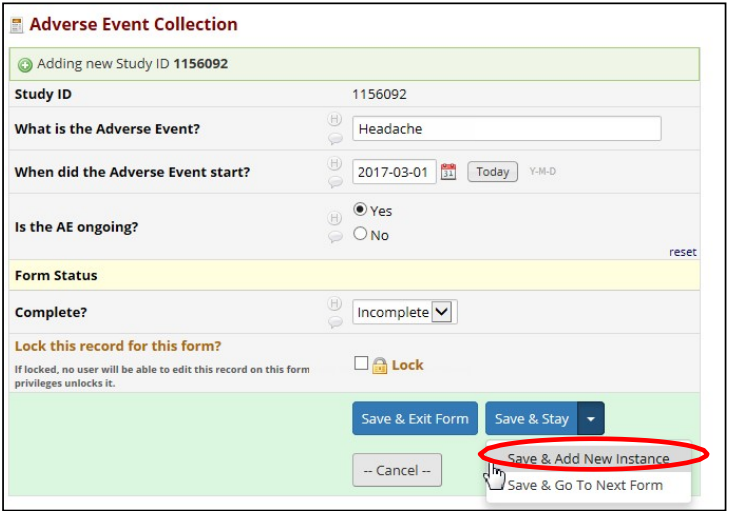 Adverse Event Collection
Adding new Study ID 1156092
Study ID 1156092
What is the Adverse Event? H Headache
When did the Adverse Event start? H 2017-03-01 31 Today Y-M-D
Is the AE ongoing? H Yes
No
reset
Form Status
Complete? H Incomplete
Lock this record for this form?
If locked, no user will be able to edit this record on this form
privileges unlocks it.
Lock
Save & Exit Form Save & Stay
-- Cancel --
Save & Add New Instance
Save & Go To Next Form